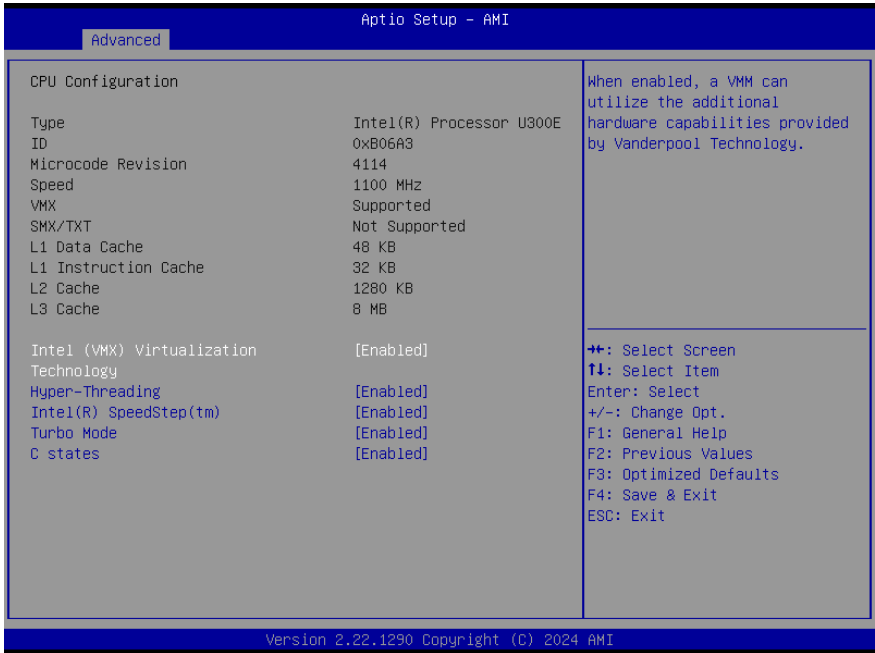 Aptio Setup – AMI
Advanced
CPU Configuration
Type Intel(R) Processor U300E
ID 0xB06A3
Microcode Revision 4114
Speed 1100 MHz
VMX Supported
SMX/TXT Not Supported
L1 Data Cache 48 KB
L1 Instruction Cache 32 KB
L2 Cache 1280 KB
L3 Cache 8 MB
Intel (VMX) Virtualization [Enabled]
Technology
Hyper-Threading [Enabled]
Intel(R) SpeedStep(tm) [Enabled]
Turbo Mode [Enabled]
C states [Enabled]
When enabled, a VMM can
utilize the additional
hardware capabilities provided
by Vanderpool Technology.
→←: Select Screen
↑↓: Select Item
Enter: Select
+/-: Change Opt.
F1: General Help
F2: Previous Values
F3: Optimized Defaults
F4: Save & Exit
ESC: Exit
Version 2.22.1290 Copyright (C) 2024 AMI